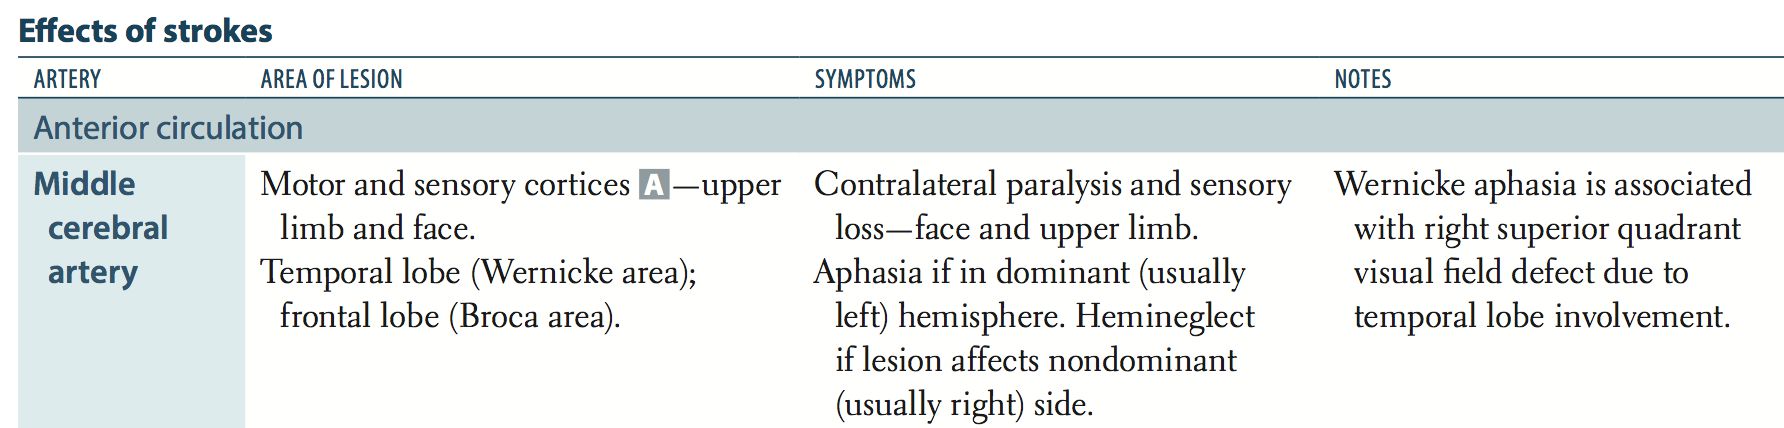 Effects of strokes
ARTERY AREA OF LESION SYMPTOMS NOTES
Anterior circulation
Middle
cerebral
artery
Motor and sensory cortices A—upper
limb and face.
Temporal lobe (Wernicke area);
frontal lobe (Broca area).
Contralateral paralysis and sensory
loss—face and upper limb.
Aphasia if in dominant (usually
left) hemisphere. Hemineglect
if lesion affects nondominant
(usually right) side.
Wernicke aphasia is associated
with right superior quadrant
visual field defect due to
temporal lobe involvement.